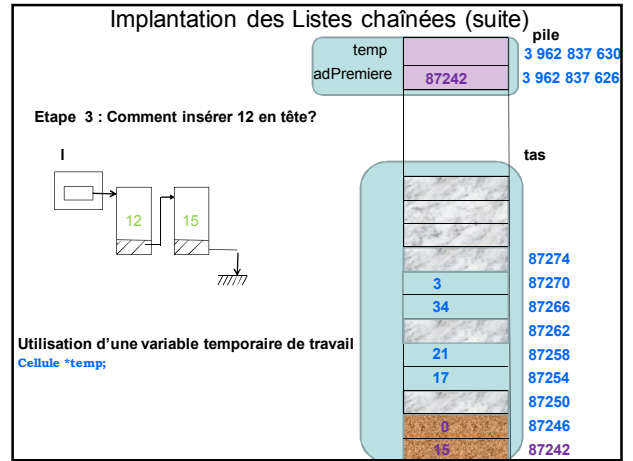 Implantation des Listes chaînées (suite)
pile
temp
3 962 837 630
adPremiere
87242
3 962 837 626
Etape 3 : Comment insérer 12 en tête?
l
tas
12
15
87274
3
87270
34
87266
87262
Utilisation d'une variable temporaire de travail
21
87258
Cellule *temp;
17
87254
87250
0
87246
15
87242